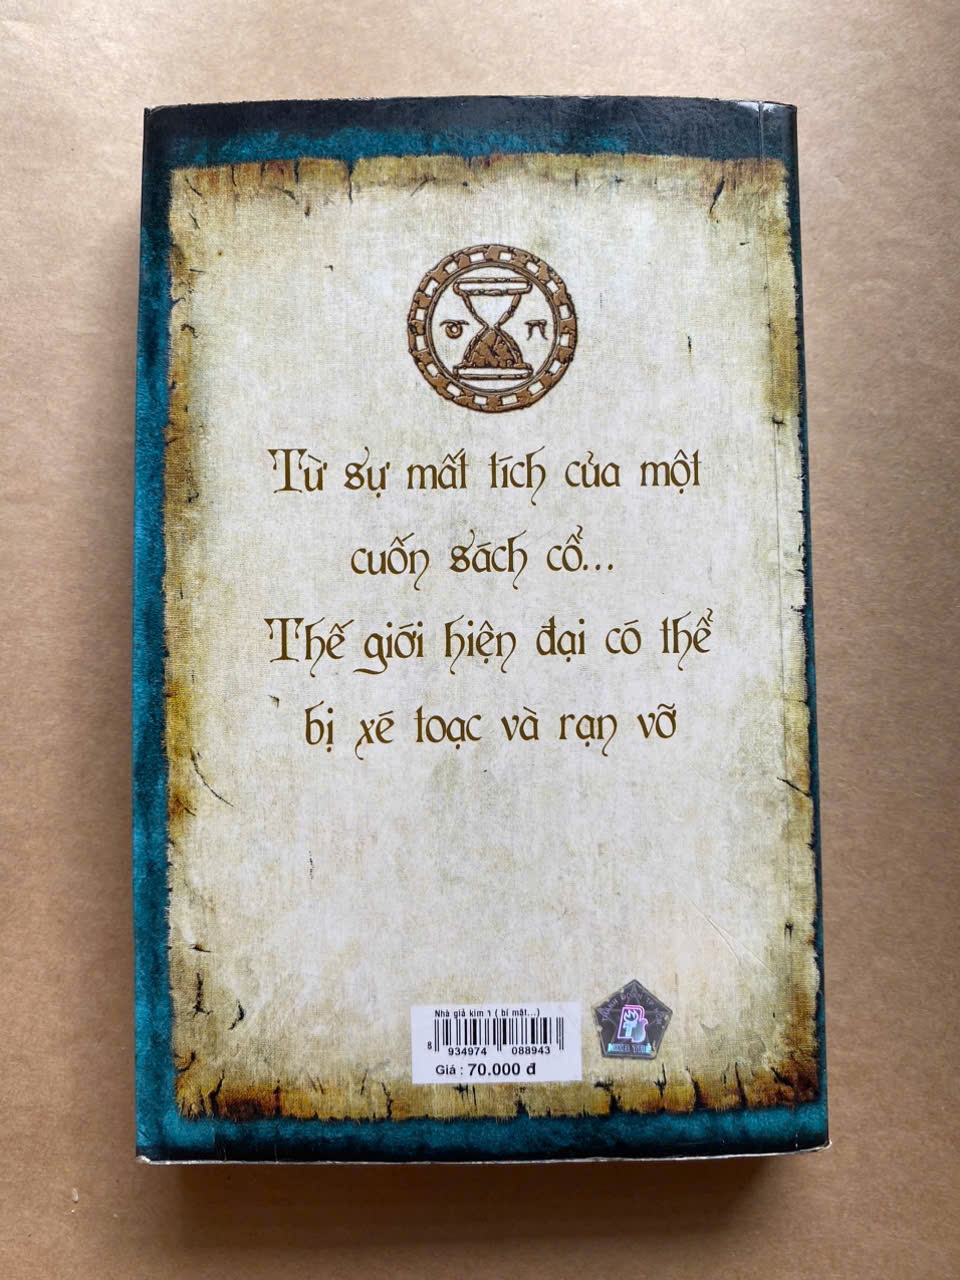 Từ sự mất tích của một
cuốn sách cổ...
Thế giới hiện đại có thể
bị xé toạc và rạn vỡ
Nhà giả kim 1 ( bí mật...)
8 934974 088943
Giá : 70.000 đ